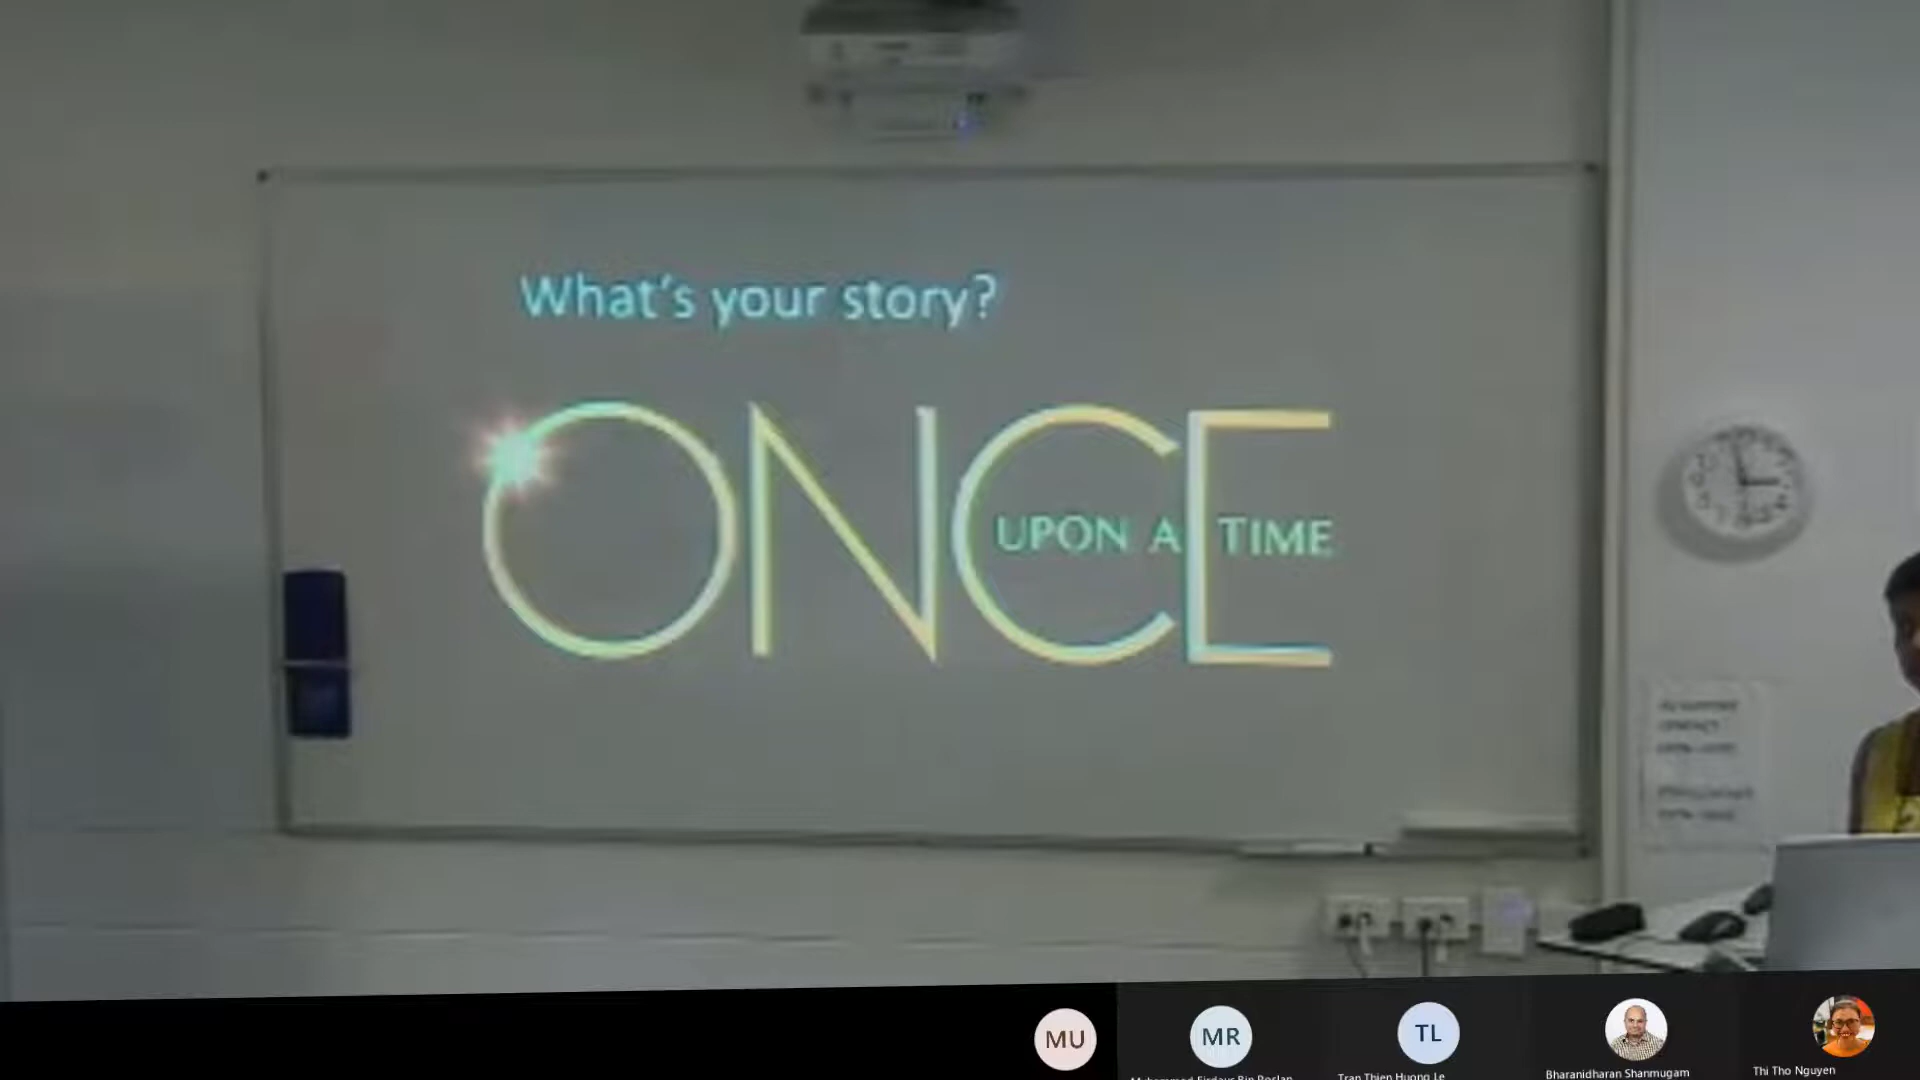 What's your story?
ONCE
UPON A TIME
MU
MR
TL
Tran Thien Huong Le
Bharanidharan Shanmugam
Thi Tho Nguyen